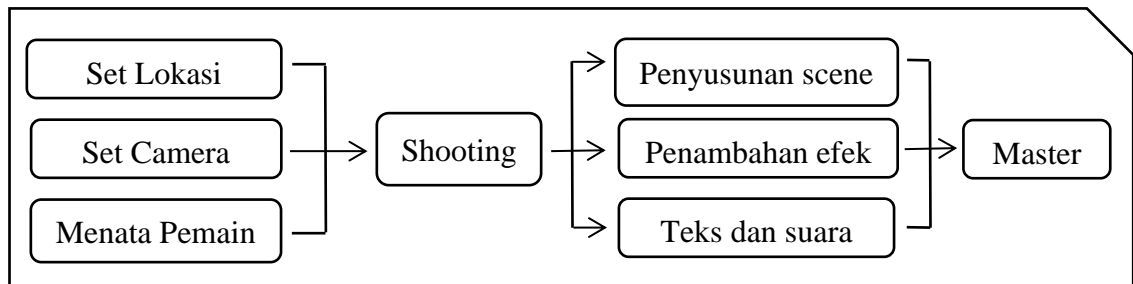 Set Lokasi
Set Camera
Menata Pemain
Shooting
Penyusunan scene
Penambahan efek
Teks dan suara
Master